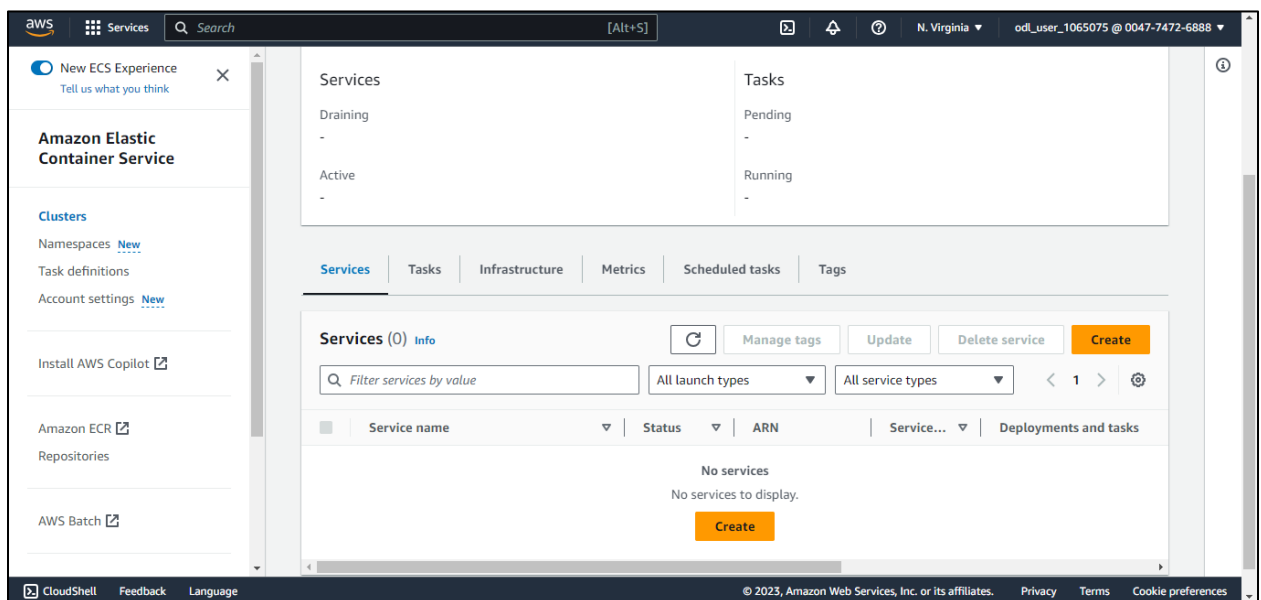 aws
Services
Search
[Alt+S]
N. Virginia
odl_user_1065075 @ 0047-7472-6888
New ECS Experience
Tell us what you think
Amazon Elastic
Container Service
Clusters
Namespaces New
Task definitions
Account settings New
Install AWS Copilot
Amazon ECR
Repositories
AWS Batch
Services
Tasks
Draining
-
Pending
-
Active
-
Running
-
Services
Tasks
Infrastructure
Metrics
Scheduled tasks
Tags
Services (0) Info
Manage tags
Update
Delete service
Create
Filter services by value
All launch types
All service types
1
Service name
Status
ARN
Service...
Deployments and tasks
No services
No services to display.
Create
CloudShell
Feedback
Language
© 2023, Amazon Web Services, Inc. or its affiliates.
Privacy
Terms
Cookie preferences